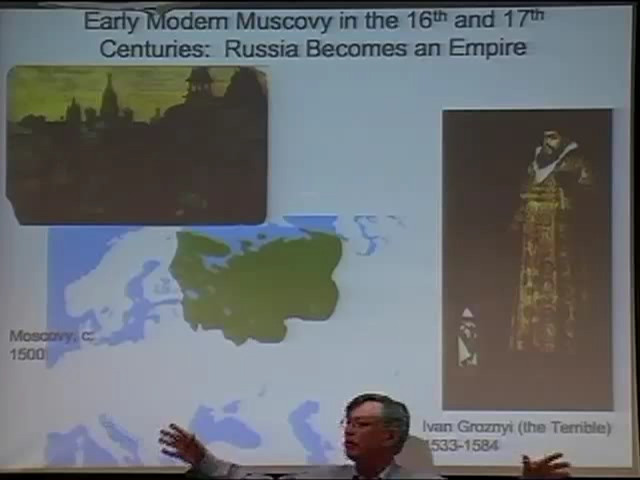 Early Modern Muscovy in the 16th and 17th
Centuries: Russia Becomes an Empire
Moscovy, c.
1500
Ivan Groznyi (the Terrible)
1533-1584